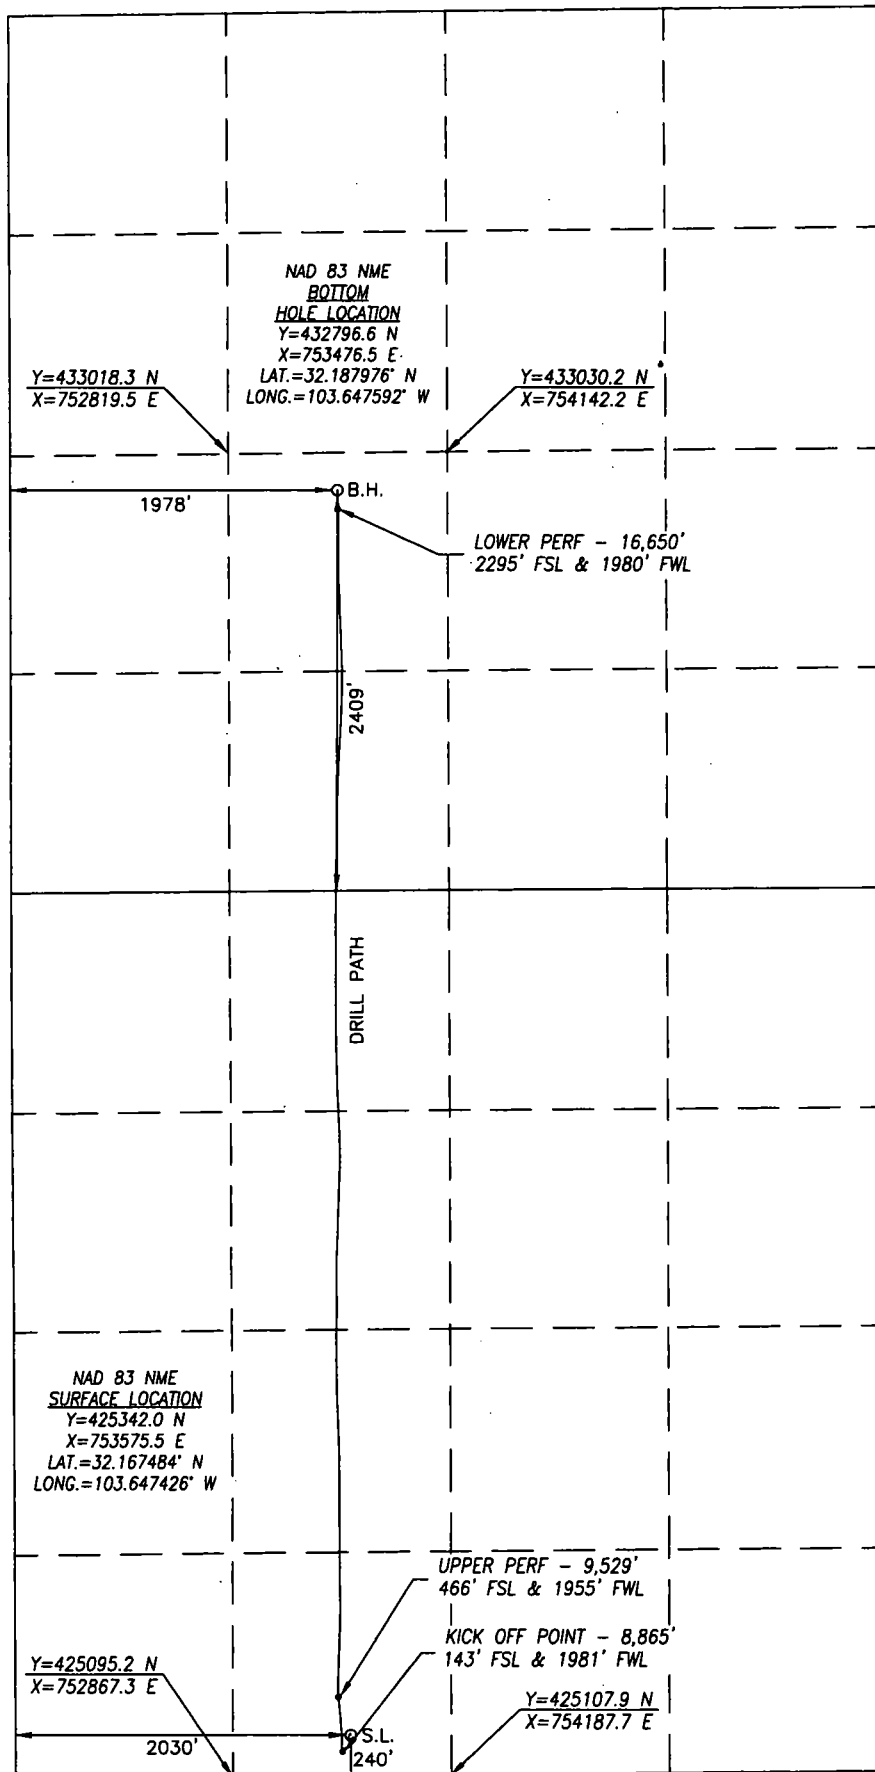 NAD 83 NME
BOTTOM
HOLE LOCATION
Y=432796.6 N
X=753476.5 E
LAT.=32.187976° N
LONG.=103.647592° W
Y=433018.3 N
X=752819.5 E
Y=433030.2 N
X=754142.2 E
B.H.
1978'
LOWER PERF - 16,650'
2295' FSL & 1980' FWL
2409'
DRILL PATH
NAD 83 NME
SURFACE LOCATION
Y=425342.0 N
X=753575.5 E
LAT.=32.167484° N
LONG.=103.647426° W
UPPER PERF - 9,529'
466' FSL & 1955' FWL
KICK OFF POINT - 8,865'
143' FSL & 1981' FWL
Y=425095.2 N
X=752867.3 E
Y=425107.9 N
X=754187.7 E
S.L.
2030'
240'